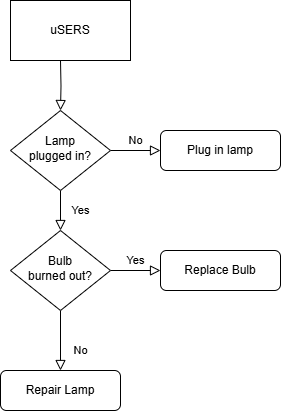 uSERS
Lamp
plugged in?
No
Plug in lamp
Yes
Bulb
burned out?
Yes
Replace Bulb
No
Repair Lamp